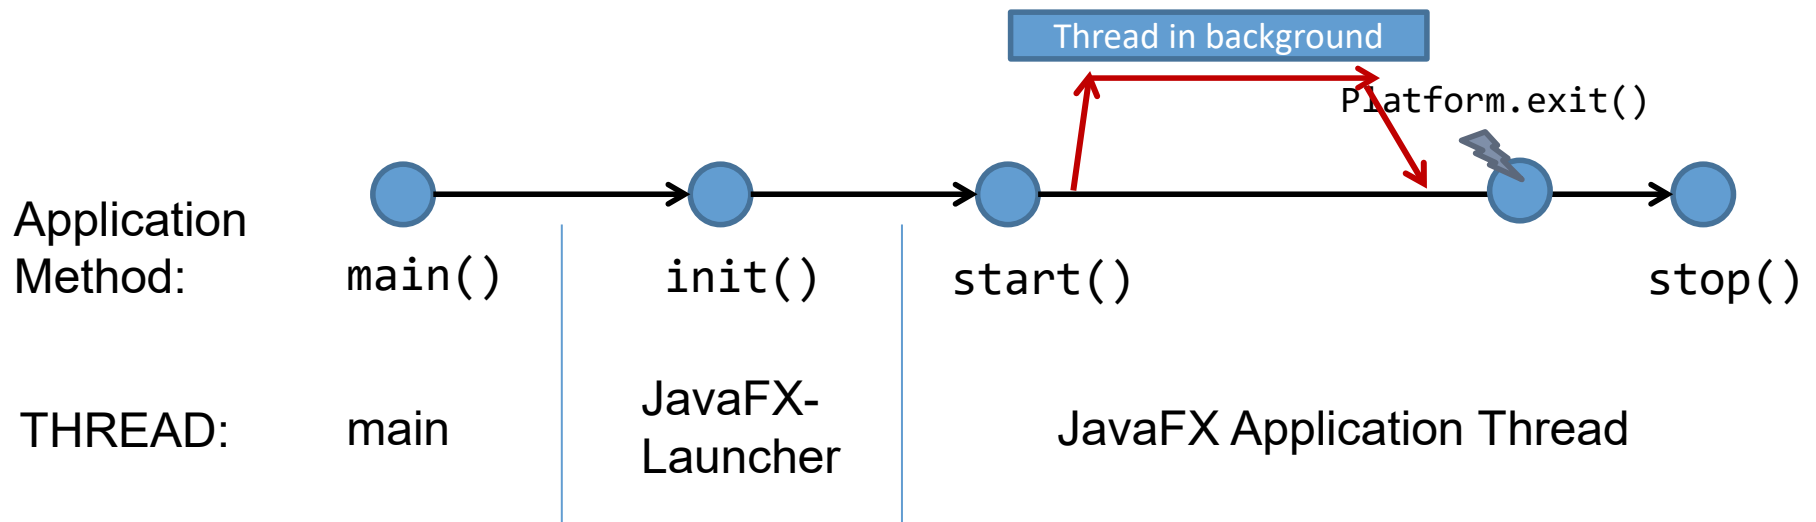 Thread in background
Platform.exit()
Application
Method:
main()
init()
start()
stop()
THREAD:
main
JavaFX-
Launcher
JavaFX Application Thread